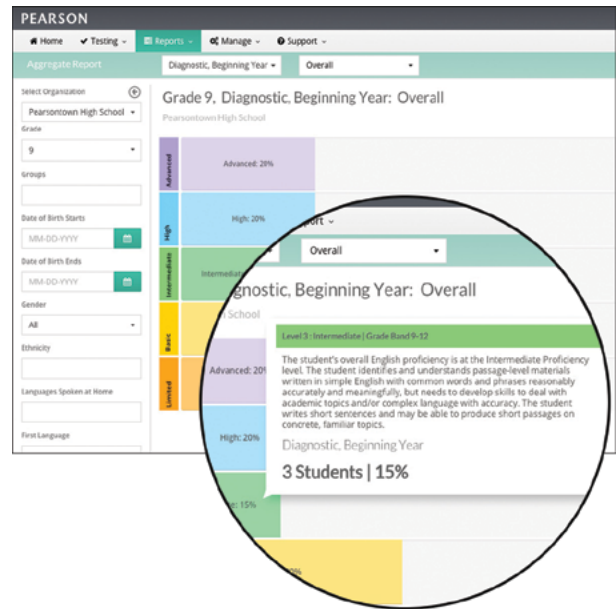 PEARSON
Home Testing Reports Manage Support
Aggregate Report Diagnostic, Beginning Year Overall
Select Organization
Pearsontown High School
Grade
9
Groups
Date of Birth Starts
MM-DD-YYYY
Date of Birth Ends
MM-DD-YYYY
Gender
All
Ethnicity
Languages Spoken at Home
First Language
Grade 9, Diagnostic, Beginning Year: Overall
Pearsontown High School
Advanced
Advanced: 20%
High
High: 20%
Intermediate
Intermediate
Basic
Limited
port
Overall
gnostic, Beginning Year: Overall
School
Level 3 : Intermediate | Grade Band 9-12
The student's overall English proficiency is at the Intermediate Proficiency
level. The student identifies and understands passage-level materials
written in simple English with common words and phrases reasonably
accurately and meaningfully, but needs to develop skills to deal with
academic topics and/or complex language with accuracy. The student
writes short sentences and may be able to produce short passages on
concrete, familiar topics.
Diagnostic, Beginning Year
3 Students | 15%
Advanced: 20%
High: 20%
te: 15%